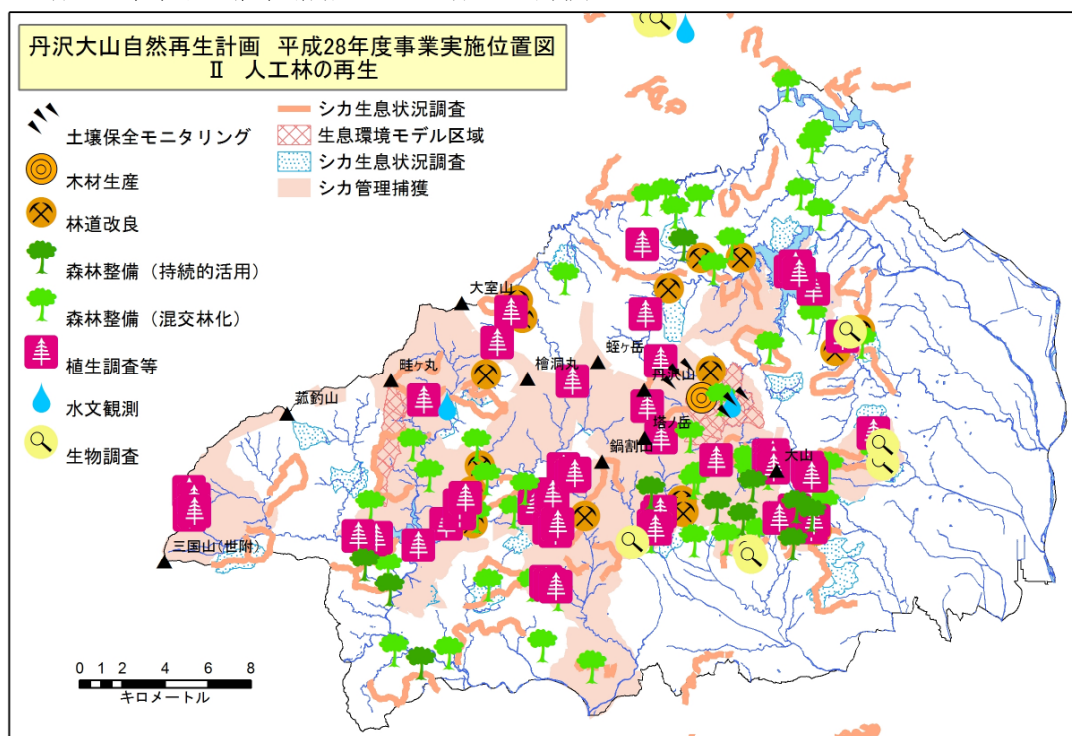 丹沢大山自然再生計画 平成28年度事業実施位置図
Ⅱ 人工林の再生
土壌保全モニタリング
木材生産
林道改良
森林整備（持続的活用）
森林整備（混交林化）
植生調査等
水文観測
生物調査
シカ生息状況調査
生息環境モデル区域
シカ生息状況調査
シカ管理捕獲
大室山
畦ヶ丸
檜洞丸
蛭ヶ岳
丹沢山
菰釣山
塔ノ岳
鍋割山
大山
三国山(世附)
0 1 2 4 6 8
キロメートル